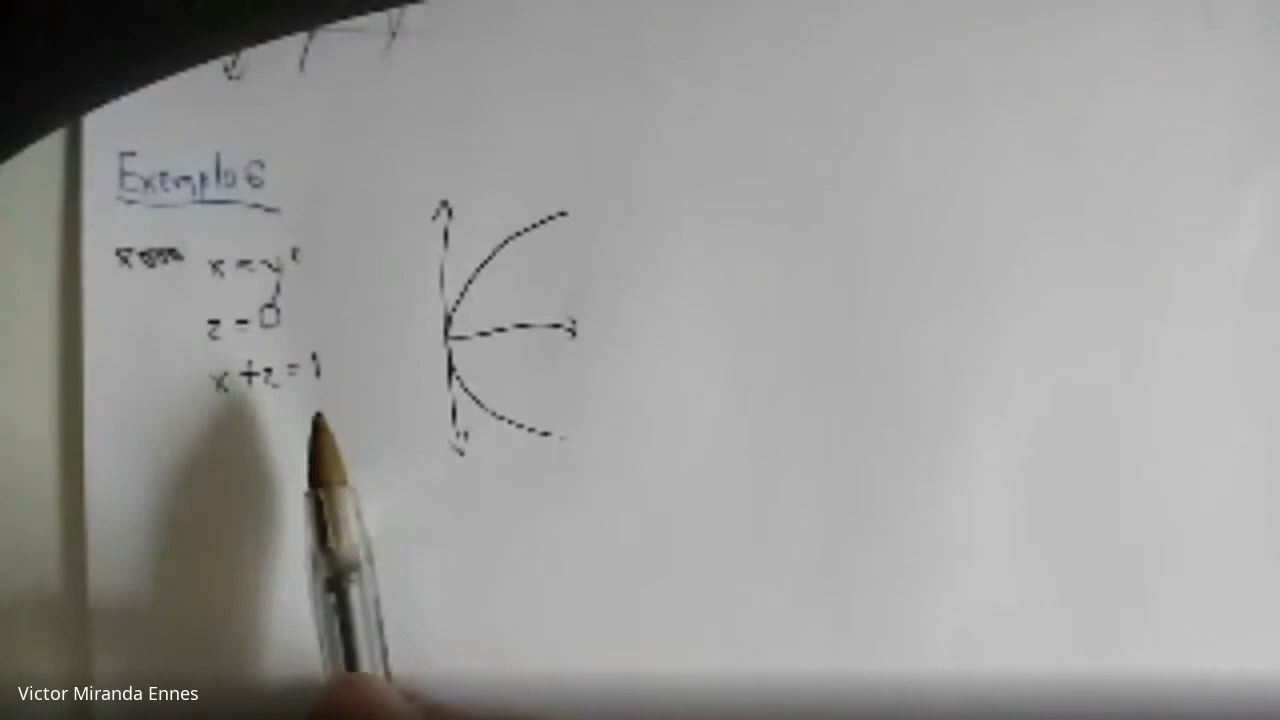 Exemplo 6
x = y²
z = 0
x + z = 1
Victor Miranda Ennes